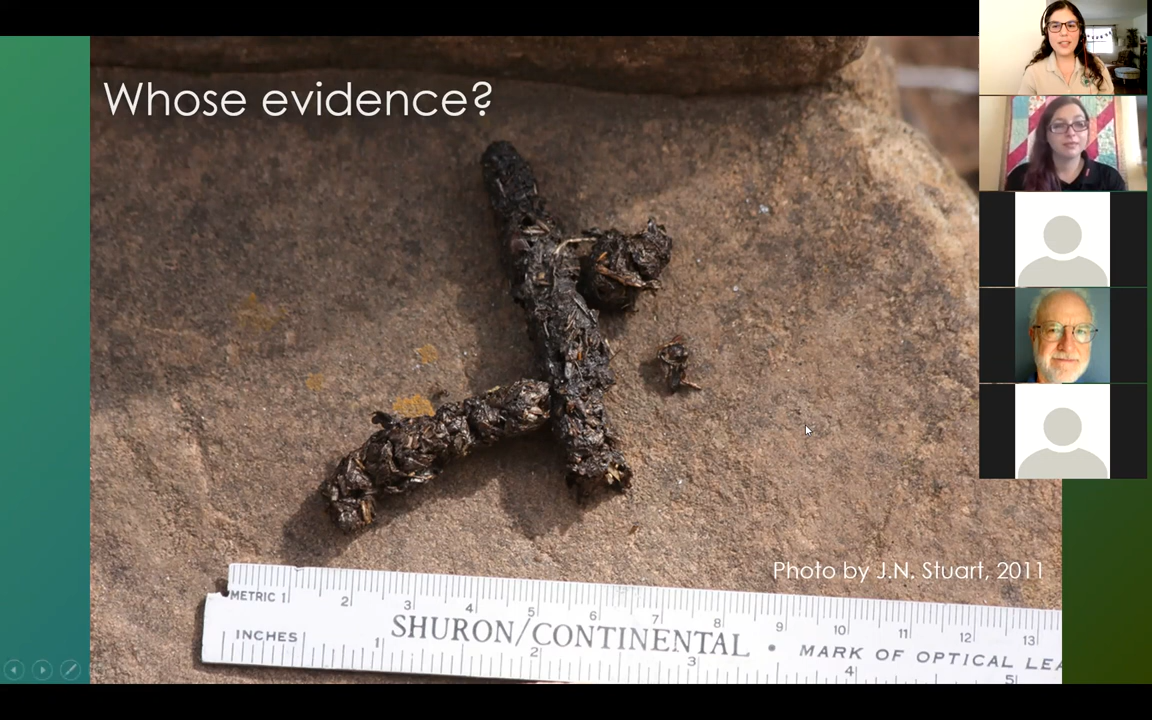 Whose evidence?
Photo by J.N. Stuart, 2011
METRIC 1 2 3 4 5 6 7 8 9 10 11 12 13
SHURON/CONTINENTAL • MARK OF OPTICAL LEA
INCHES 1 2 3 4 5